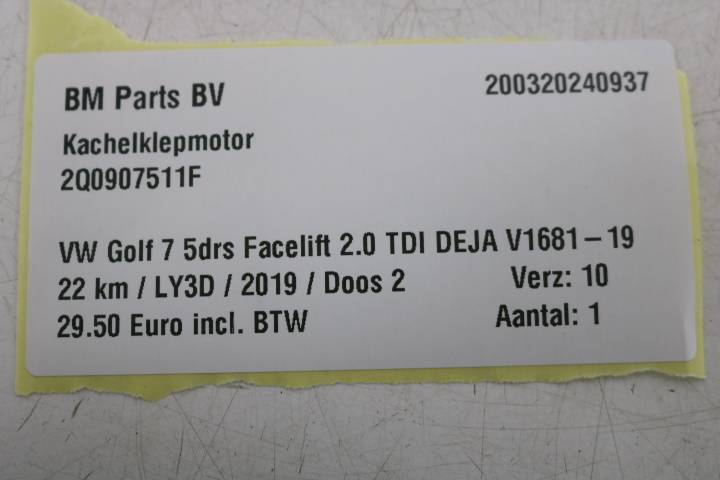 BM Parts BV 200320240937
Kachelklepmotor
2Q0907511F
VW Golf 7 5drs Facelift 2.0 TDI DEJA V1681-19
22 km / LY3D / 2019 / Doos 2 Verz: 10
29.50 Euro incl. BTW Aantal: 1